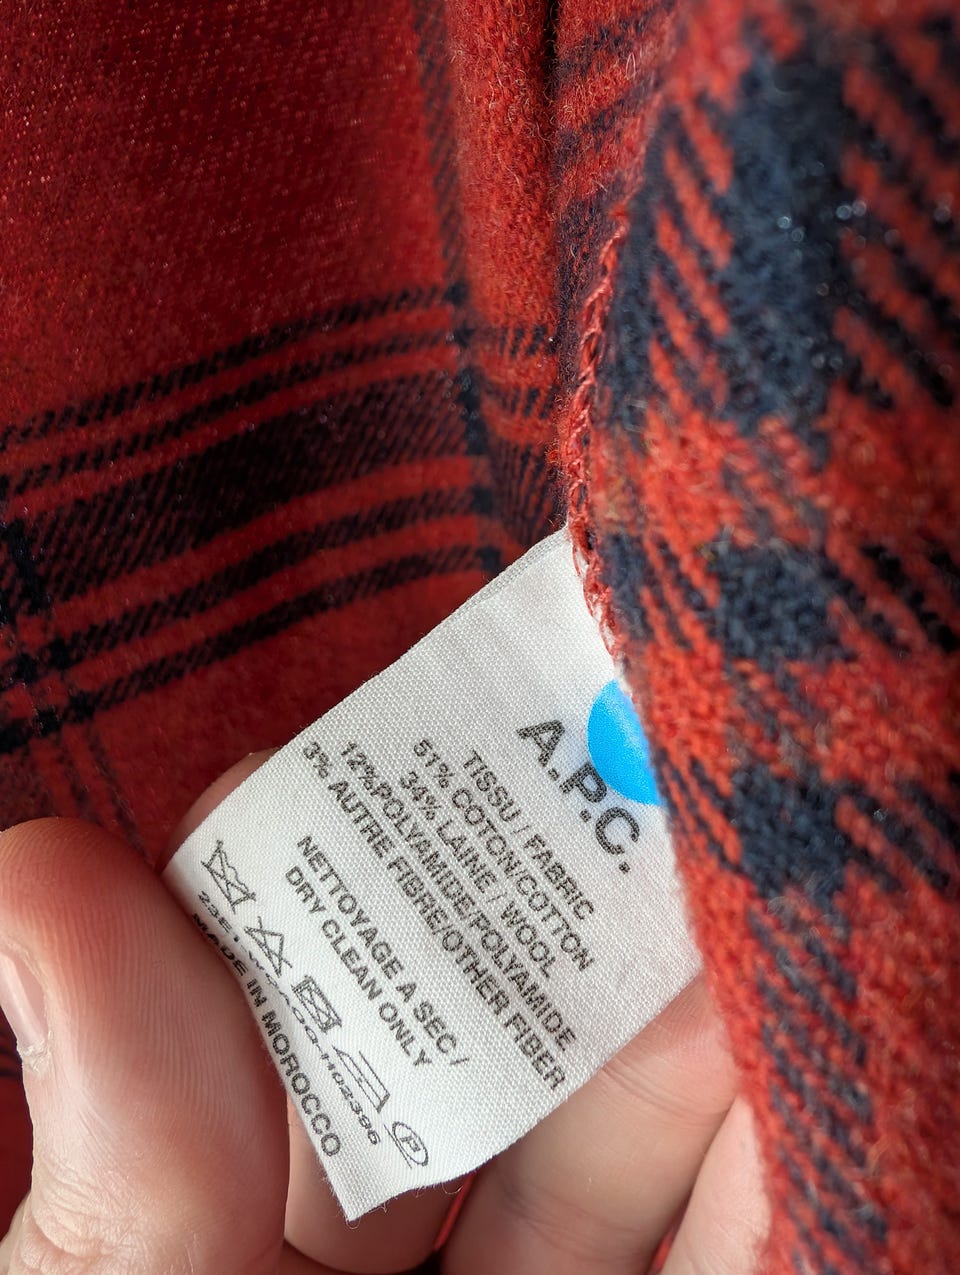 A.P.C.
TISSU / FABRIC
51% COTON/COTTON
34% LAINE / WOOL
12%POLYAMIDE/POLYAMIDE
3% AUTRE FIBRE/OTHER FIBER
NETTOYAGE A SEC /
DRY CLEAN ONLY
P
MADE IN MOROCCO